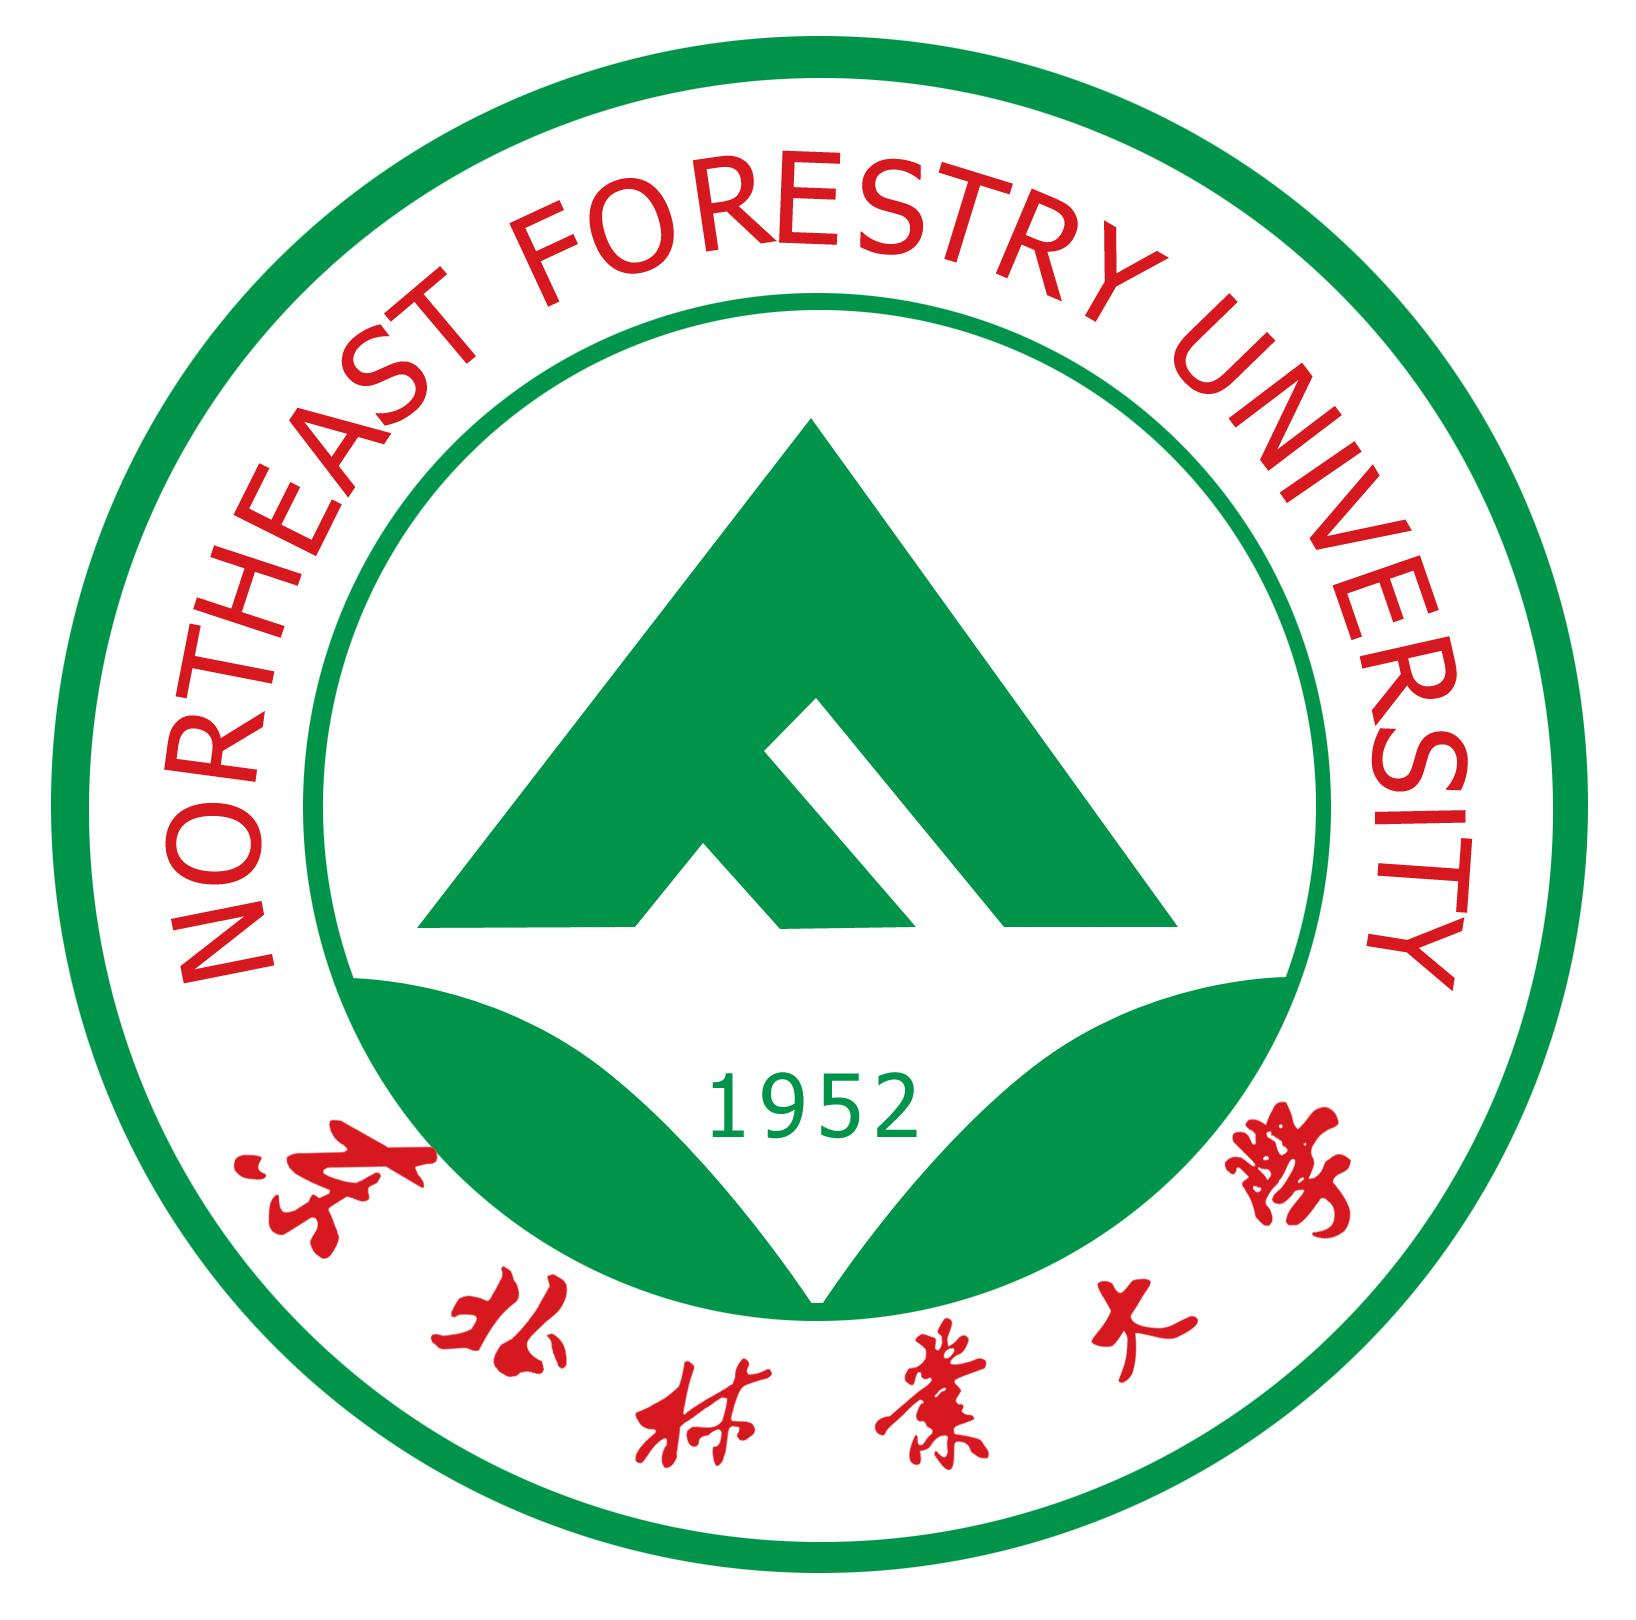 NORTHEAST FORESTRY UNIVERSITY
1952
东北林业大学